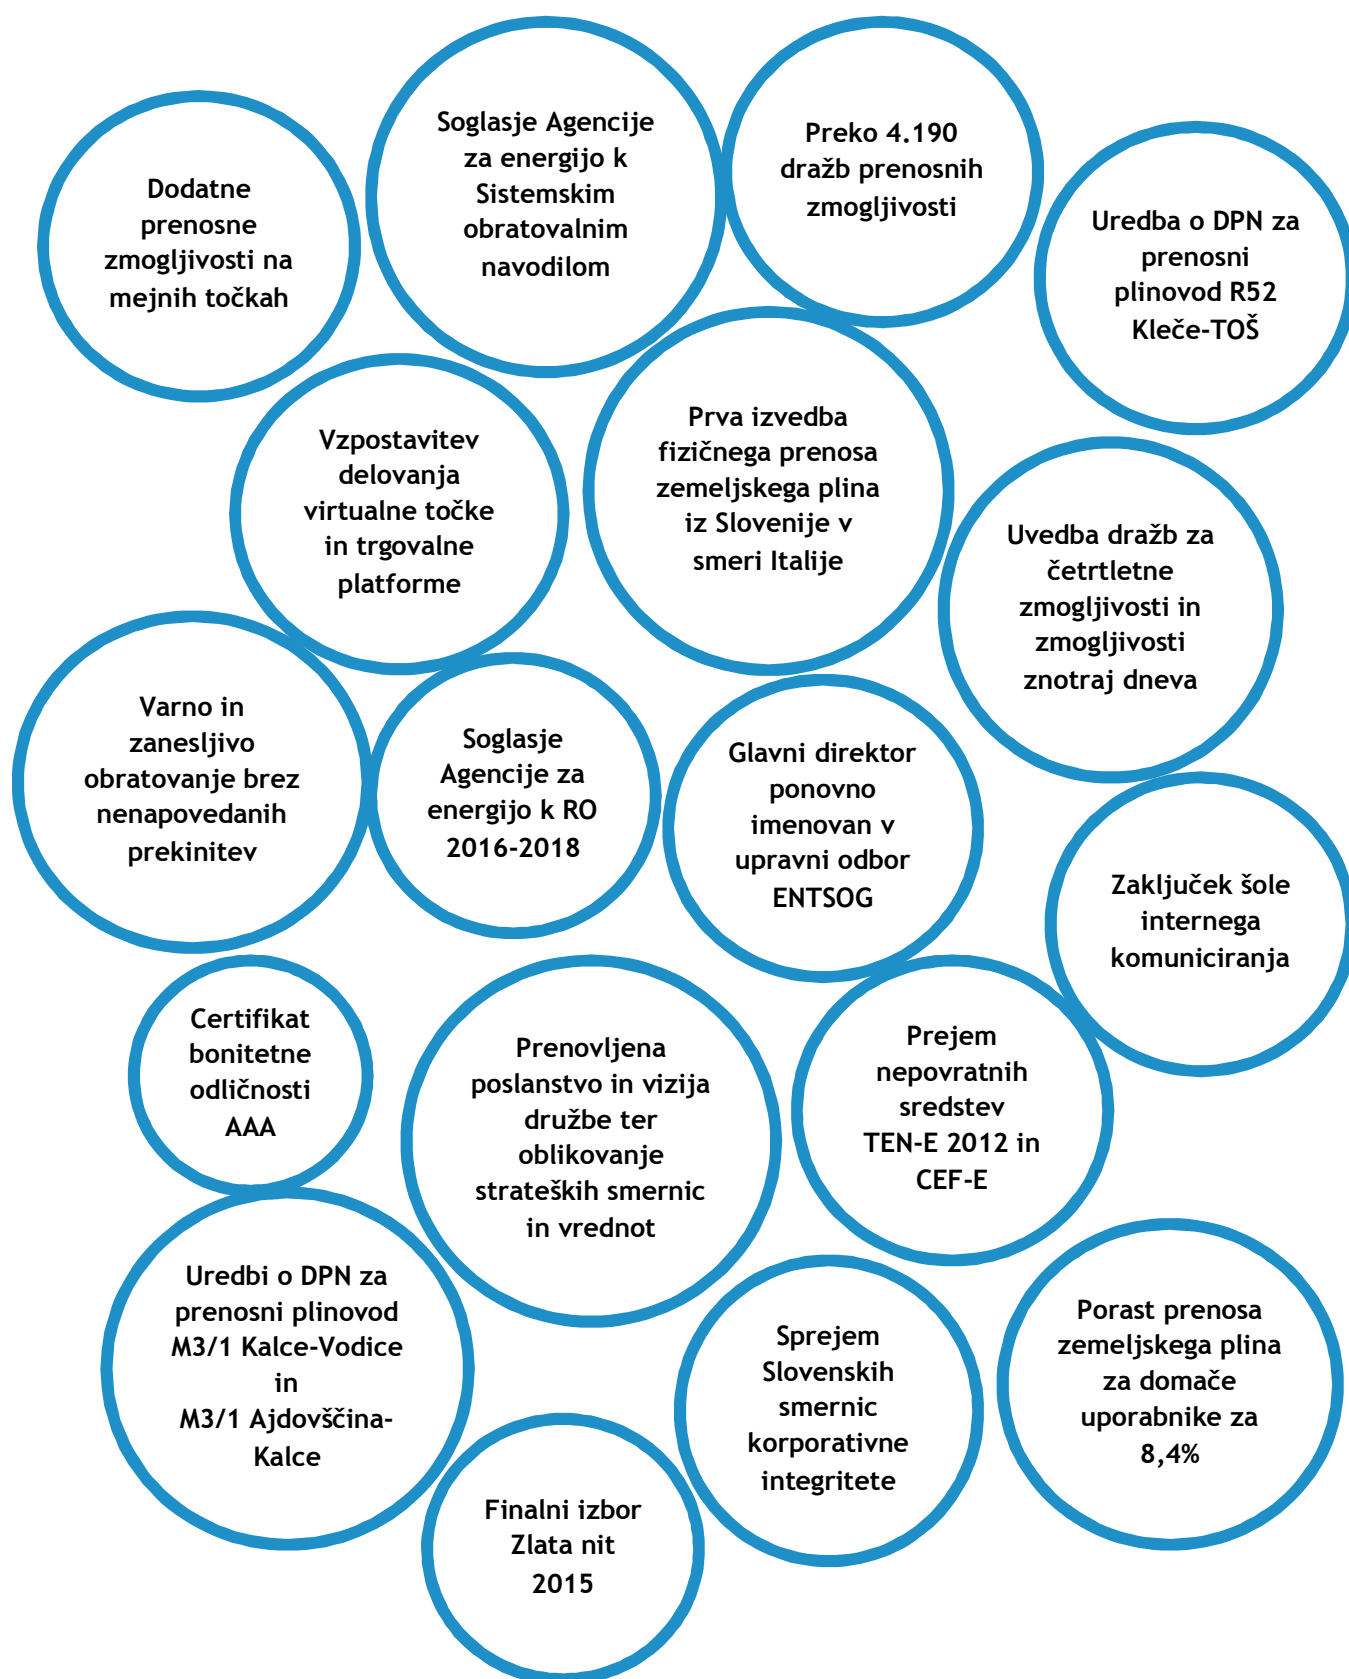 Dodatne
prenosne
zmogljivosti na
mejnih točkah
Soglasje Agencije
za energijo k
Sistemskim
obratovalnim
navodilom
Preko 4.190
dražb prenosnih
zmogljivosti
Uredba o DPN za
prenosni
plinovod R52
Kleče-TOŠ
Vzpostavitev
delovanja
virtualne točke
in trgovalne
platforme
Prva izvedba
fizičnega prenosa
zemeljskega plina
iz Slovenije v
smeri Italije
Uvedba dražb za
četrtletne
zmogljivosti in
zmogljivosti
znotraj dneva
Varno in
zanesljivo
obratovanje brez
nenapovedanih
prekinitev
Soglasje
Agencije za
energijo k RO
2016-2018
Glavni direktor
ponovno
imenovan v
upravni odbor
ENTSOG
Zaključek šole
internega
komuniciranja
Certifikat
bonitetne
odličnosti
AAA
Prenovljena
poslanstvo in vizija
družbe ter
oblikovanje
strateških smernic
in vrednot
Prejem
nepovratnih
sredstev
TEN-E 2012 in
CEF-E
Uredbi o DPN za
prenosni plinovod
M3/1 Kalce-Vodice
in
M3/1 Ajdovščina-
Kalce
Sprejem
Slovenskih
smernic
korporativne
integritete
Porast prenosa
zemeljskega plina
za domače
uporabnike za
8,4%
Finalni izbor
Zlata nit
2015